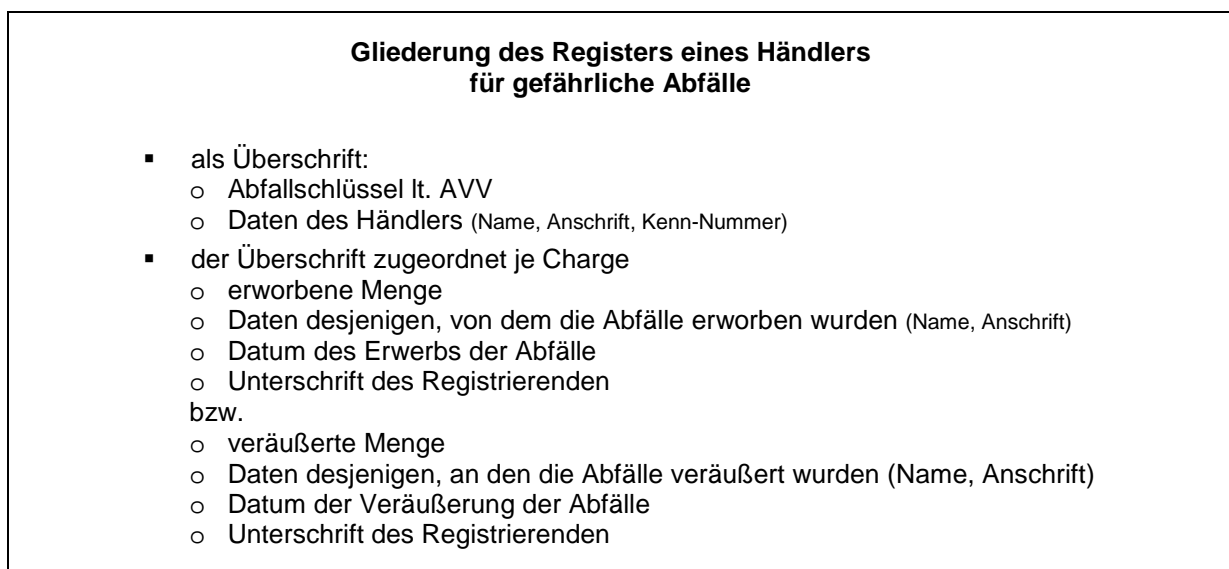 Gliederung des Registers eines Händlers
für gefährliche Abfälle
▪ als Überschrift:
o Abfallschlüssel lt. AVV
o Daten des Händlers (Name, Anschrift, Kenn-Nummer)
▪ der Überschrift zugeordnet je Charge
o erworbene Menge
o Daten desjenigen, von dem die Abfälle erworben wurden (Name, Anschrift)
o Datum des Erwerbs der Abfälle
o Unterschrift des Registrierenden
bzw.
o veräußerte Menge
o Daten desjenigen, an den die Abfälle veräußert wurden (Name, Anschrift)
o Datum der Veräußerung der Abfälle
o Unterschrift des Registrierenden